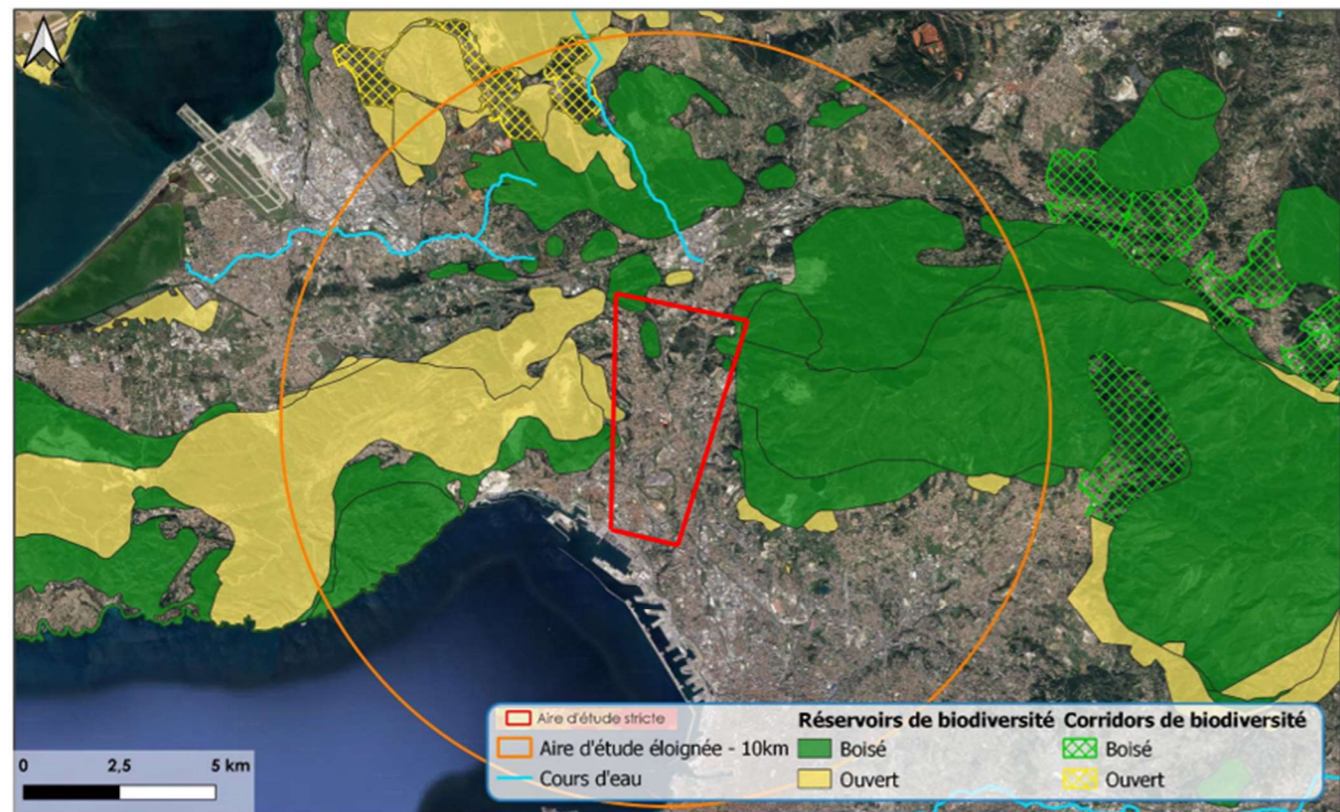 Aire d'étude stricte
Aire d'étude éloignée - 10km
Cours d'eau
Réservoirs de biodiversité
Boisé
Ouvert
Corridors de biodiversité
Boisé
Ouvert
0 2,5 5 km